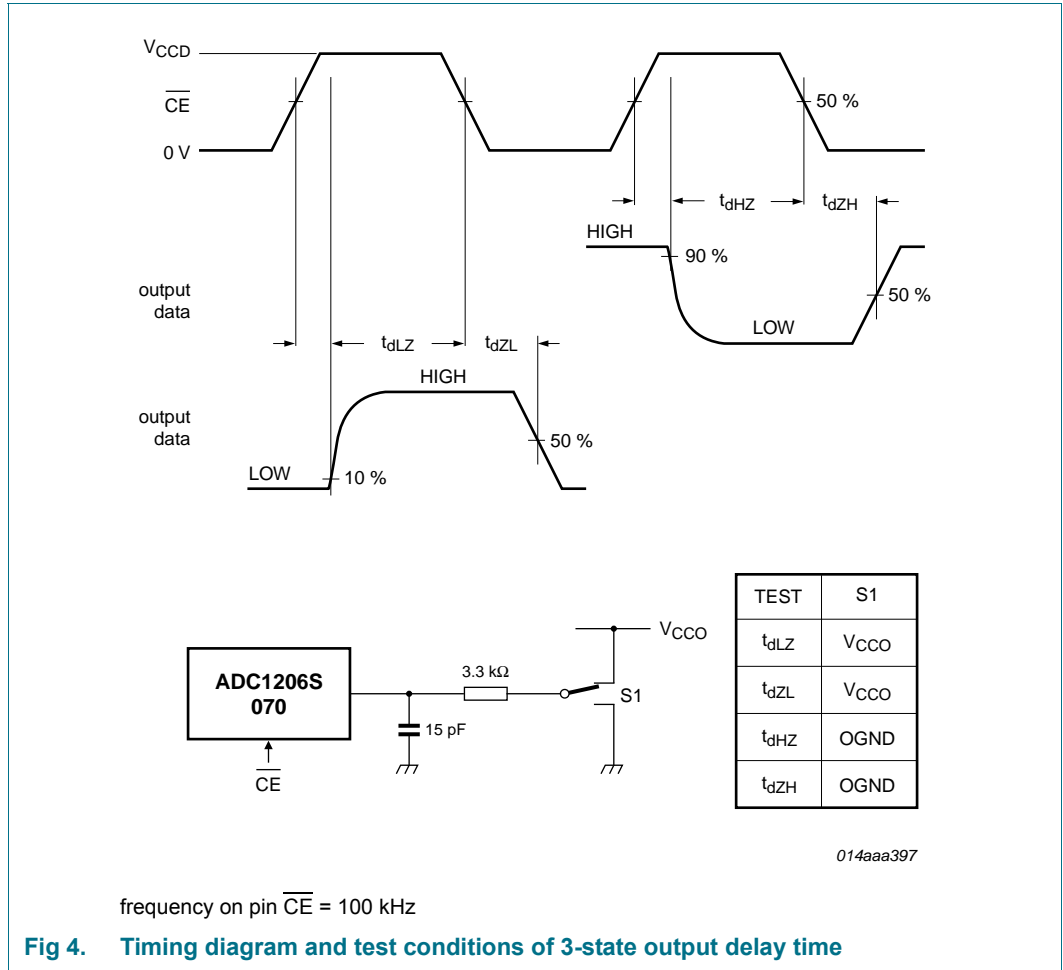 VCCD
CE
0 V
50 %
tdHZ
tdZH
HIGH
90 %
output
data
50 %
LOW
tdLZ
tdZL
HIGH
output
data
50 %
LOW
10 %
VCCO
3.3 kΩ
ADC1206S
070
S1
15 pF
CE
TEST S1
tdLZ VCCO
tdZL VCCO
tdHZ OGND
tdZH OGND
014aaa397
frequency on pin CE = 100 kHz
Fig 4. Timing diagram and test conditions of 3-state output delay time